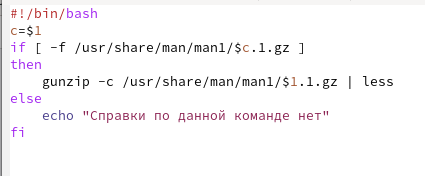 #!/bin/bash
c=$1
if [ -f /usr/share/man/man1/$c.1.gz ]
then
    gunzip -c /usr/share/man/man1/$1.1.gz | less
else
    echo "Справки по данной команде нет"
fi